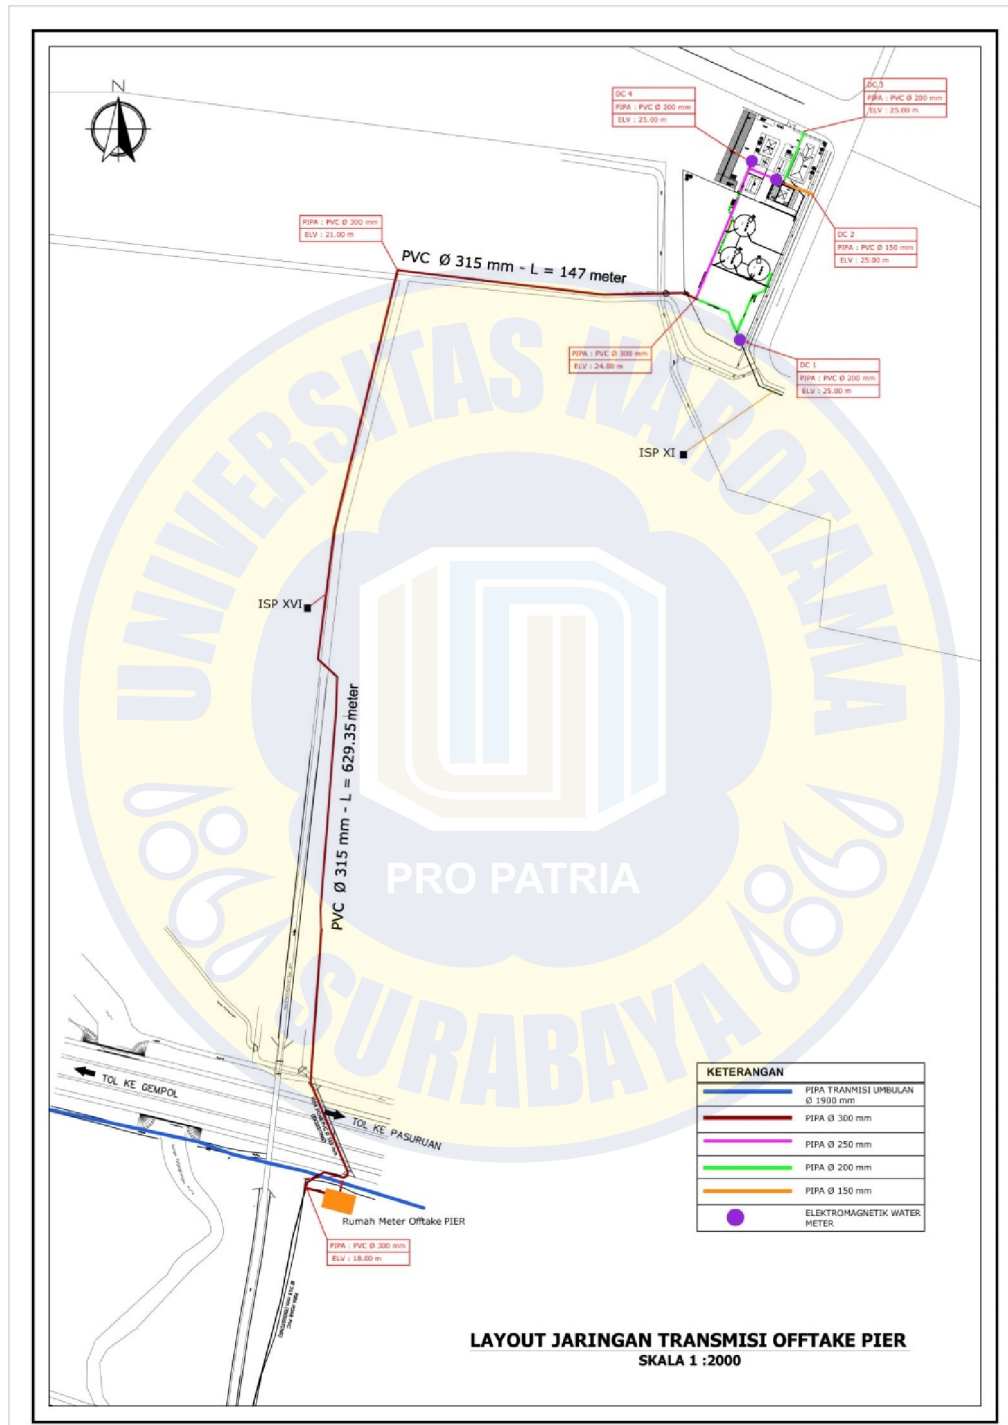 N
DC 4
PIPA : PVC Ø 300 mm
ELV : 25.00 m
DC 3
PIPA : PVC Ø 200 mm
ELV : 25.00 m
PIPA : PVC Ø 300 mm
ELV : 21.00 m
PVC Ø 315 mm - L = 147 meter
DC 2
PIPA : PVC Ø 150 mm
ELV : 25.00 m
PIPA : PVC Ø 300 mm
ELV : 24.00 m
DC 1
PIPA : PVC Ø 200 mm
ELV : 25.00 m
ISP XI
ISP XVI
PVC Ø 315 mm - L = 629.35 meter
UNIVERSITAS NAROTAMA
PRO PATRIA
SURABAYA
TOL KE GEMPOL
TOL KE PASURUAN
Rumah Meter Offtake PIER
PIPA : PVC Ø 300 mm
ELV : 18.00 m
KETERANGAN
PIPA TRANMISI UMBULAN
Ø 1900 mm
PIPA Ø 300 mm
PIPA Ø 250 mm
PIPA Ø 200 mm
PIPA Ø 150 mm
ELEKTROMAGNETIK WATER
METER
LAYOUT JARINGAN TRANSMISI OFFTAKE PIER
SKALA 1 :2000